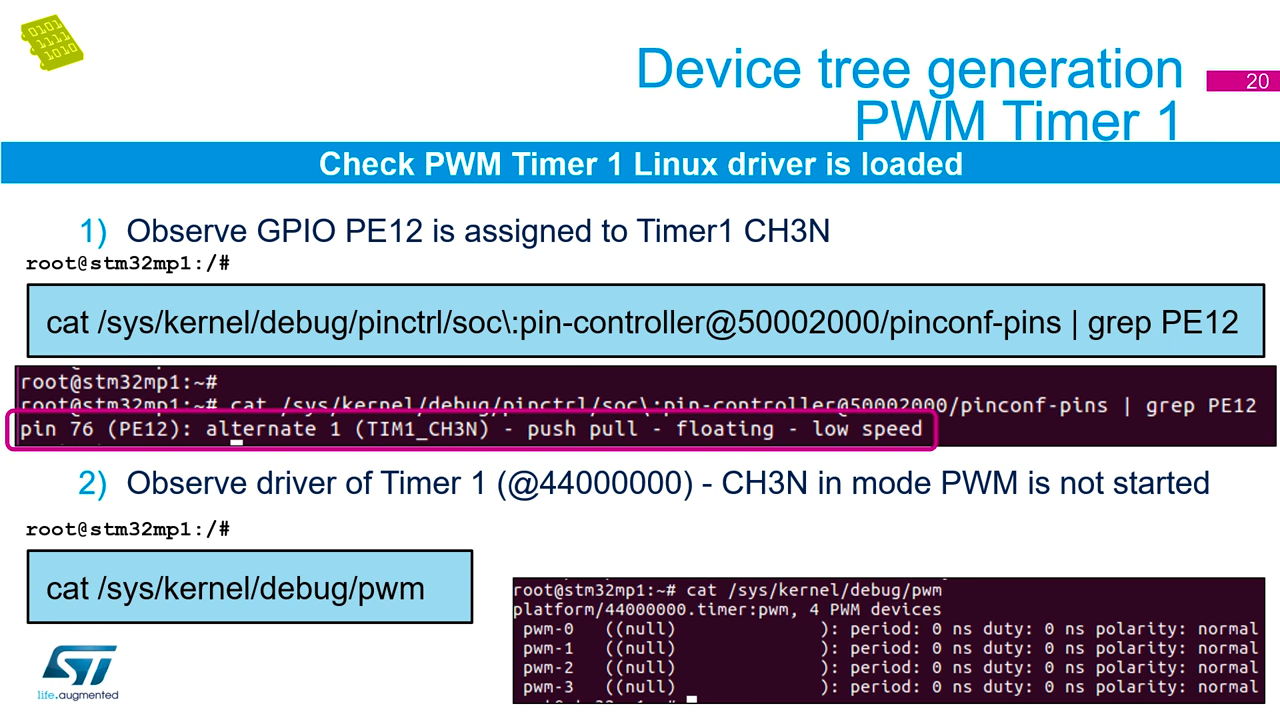 0101
1111
1010
Device tree generation
PWM Timer 1
20
Check PWM Timer 1 Linux driver is loaded
1) Observe GPIO PE12 is assigned to Timer1 CH3N
root@stm32mp1:/#
cat /sys/kernel/debug/pinctrl/soc\:pin-controller@50002000/pinconf-pins | grep PE12
root@stm32mp1:~#
root@stm32mp1:~# cat /sys/kernel/debug/pinctrl/soc\:pin-controller@50002000/pinconf-pins | grep PE12
pin 76 (PE12): alternate 1 (TIM1_CH3N) - push pull - floating - low speed
2) Observe driver of Timer 1 (@44000000) - CH3N in mode PWM is not started
root@stm32mp1:/#
cat /sys/kernel/debug/pwm
root@stm32mp1:~# cat /sys/kernel/debug/pwm
platform/44000000.timer:pwm, 4 PWM devices
pwm-0 ((null) ): period: 0 ns duty: 0 ns polarity: normal
pwm-1 ((null) ): period: 0 ns duty: 0 ns polarity: normal
pwm-2 ((null) ): period: 0 ns duty: 0 ns polarity: normal
pwm-3 ((null) ): period: 0 ns duty: 0 ns polarity: normal
ST
life.augmented